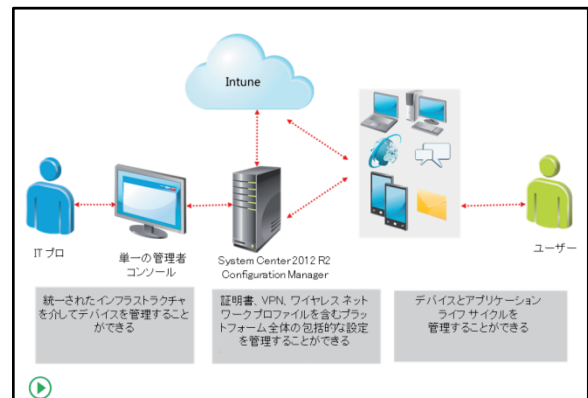 Intune
IT プロ
単一の管理者
コンソール
System Center 2012 R2
Configuration Manager
ユーザー
統一されたインフラストラクチャ
を介してデバイスを管理すること
ができる
証明書、VPN、ワイヤレス ネット
ワーク プロファイルを含むプラッ
トフォーム全体の包括的な設定
を管理することができる
デバイスとアプリケーション
ライフ サイクルを
管理することができる